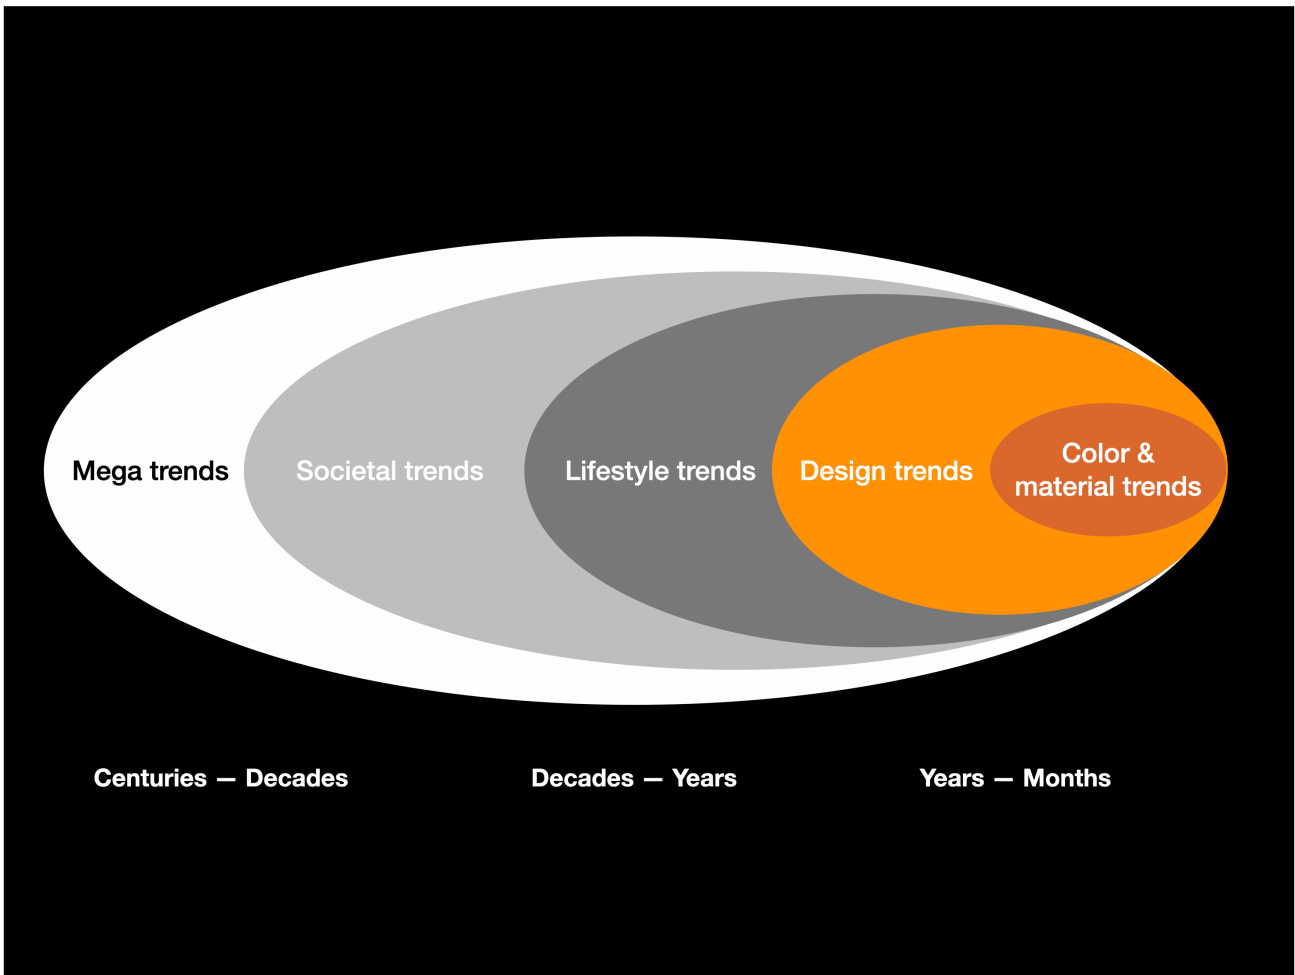 Mega trends
Societal trends
Lifestyle trends
Design trends
Color &
material trends
Centuries — Decades
Decades — Years
Years — Months